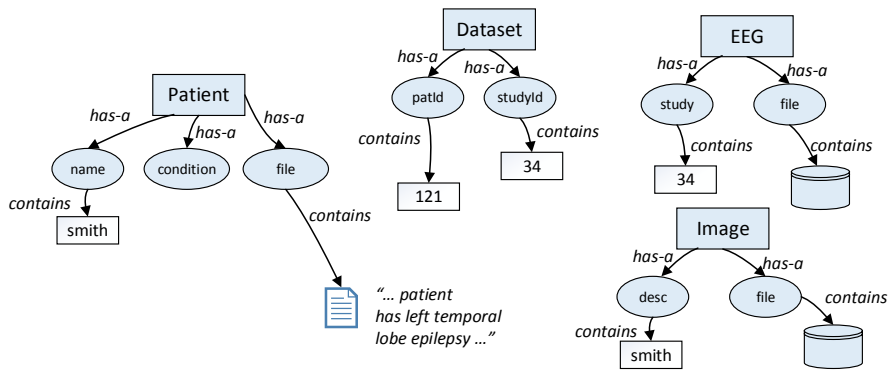 Patient
has-a
has-a
has-a
name
condition
file
contains
smith
contains
“... patient
has left temporal
lobe epilepsy ...”
Dataset
has-a
has-a
patId
studyId
contains
contains
121
34
EEG
has-a
has-a
study
file
contains
contains
34
Image
has-a
has-a
desc
file
contains
contains
smith